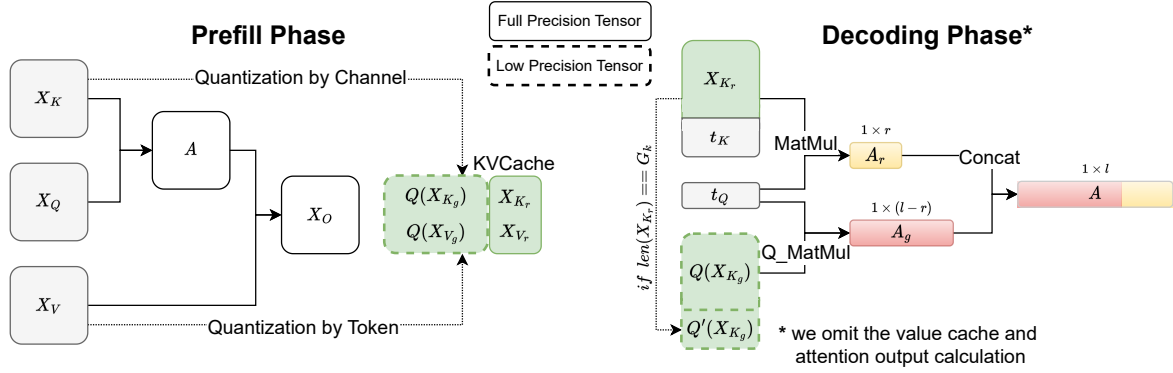 Full Precision Tensor
Low Precision Tensor
Prefill Phase
X_K
X_Q
X_V
A
X_O
Quantization by Channel
Quantization by Token
KVCache
Q(X_{K_g})
Q(X_{V_g})
X_{K_r}
X_{V_r}
Decoding Phase*
X_{K_r}
t_K
t_Q
if len(X_{K_r}) == G_k
Q(X_{K_g})
Q'(X_{K_g})
MatMul
Q_MatMul
1 × r
A_r
1 × (l − r)
A_g
Concat
1 × l
A
* we omit the value cache and
attention output calculation